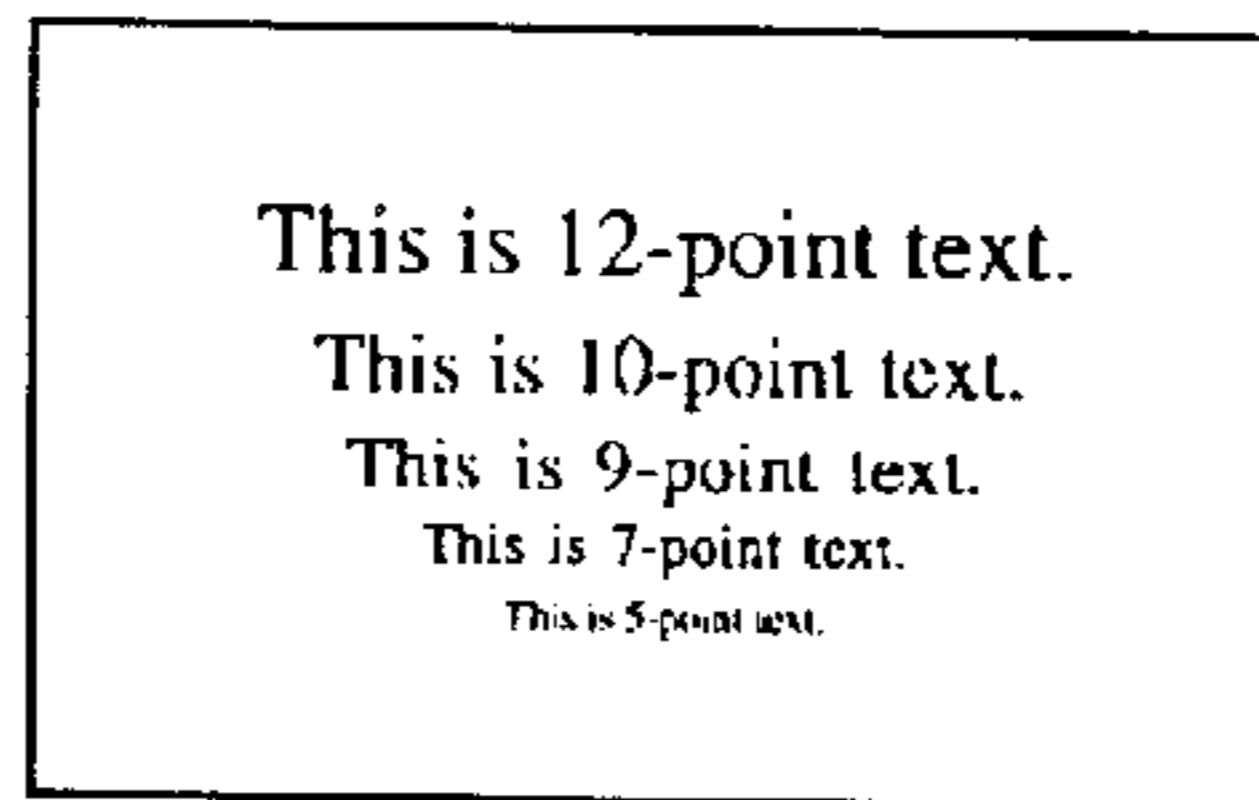 This is 12-point text.
This is 10-point text.
This is 9-point text.
This is 7-point text.
This is 5-point text.